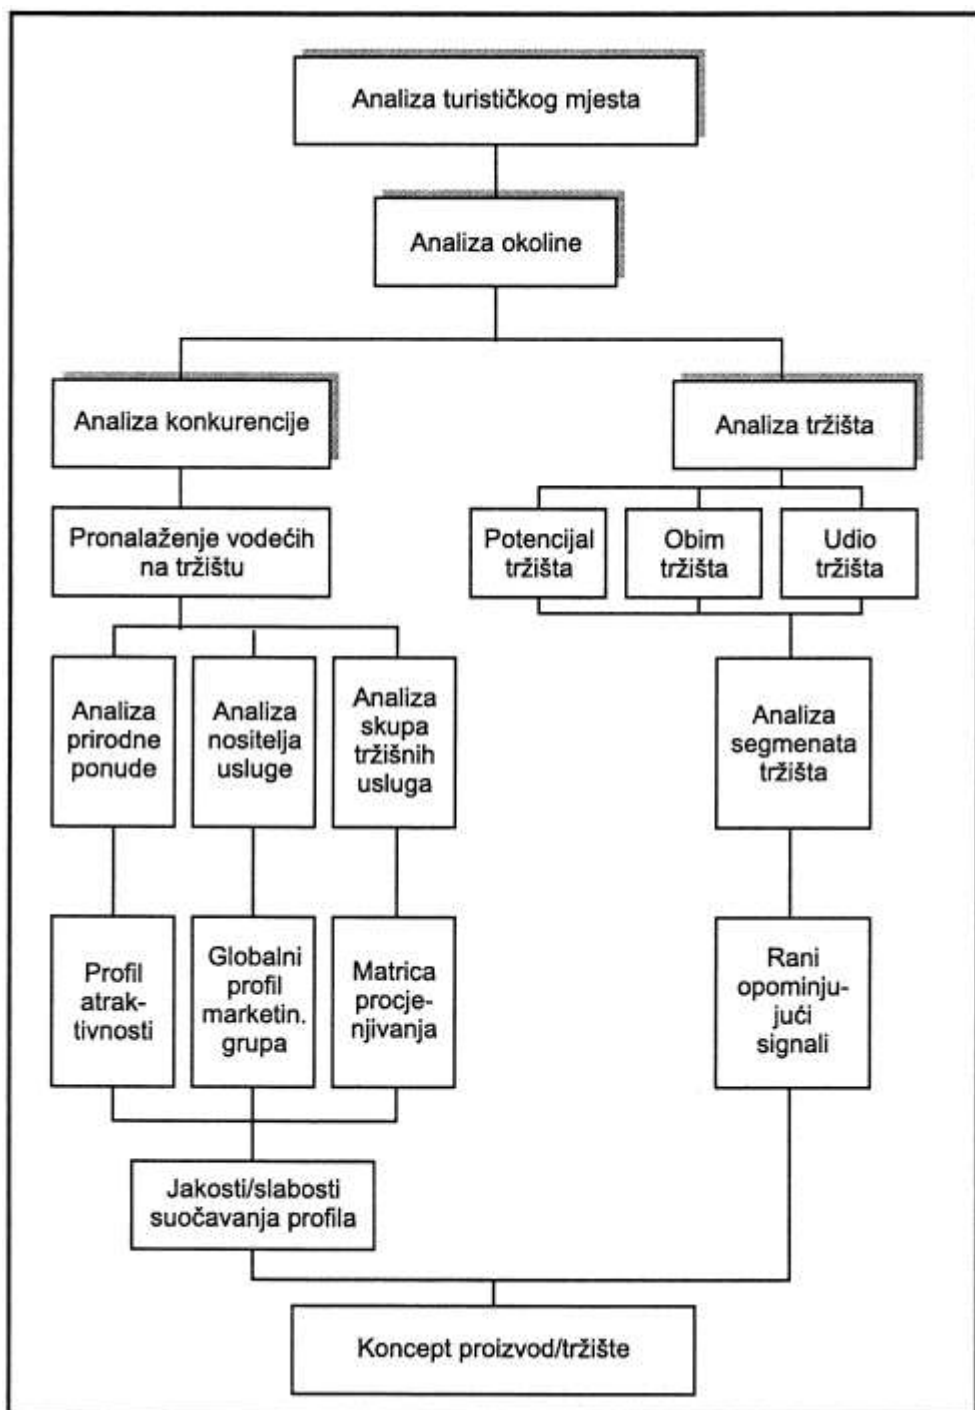 Analiza turističkog mjesta
Analiza okoline
Analiza konkurencije
Analiza tržišta
Pronalaženje vodećih
na tržištu
Potencijal
tržišta
Obim
tržišta
Udio
tržišta
Analiza
prirodne
ponude
Analiza
nositelja
usluge
Analiza
skupa
tržišnih
usluga
Analiza
segmenata
tržišta
Profil
atrak-
tivnosti
Globalni
profil
marketin.
grupa
Matrica
procje-
njivanja
Rani
opominju-
jući
signali
Jakosti/slabosti
suočavanja profila
Koncept proizvod/tržište